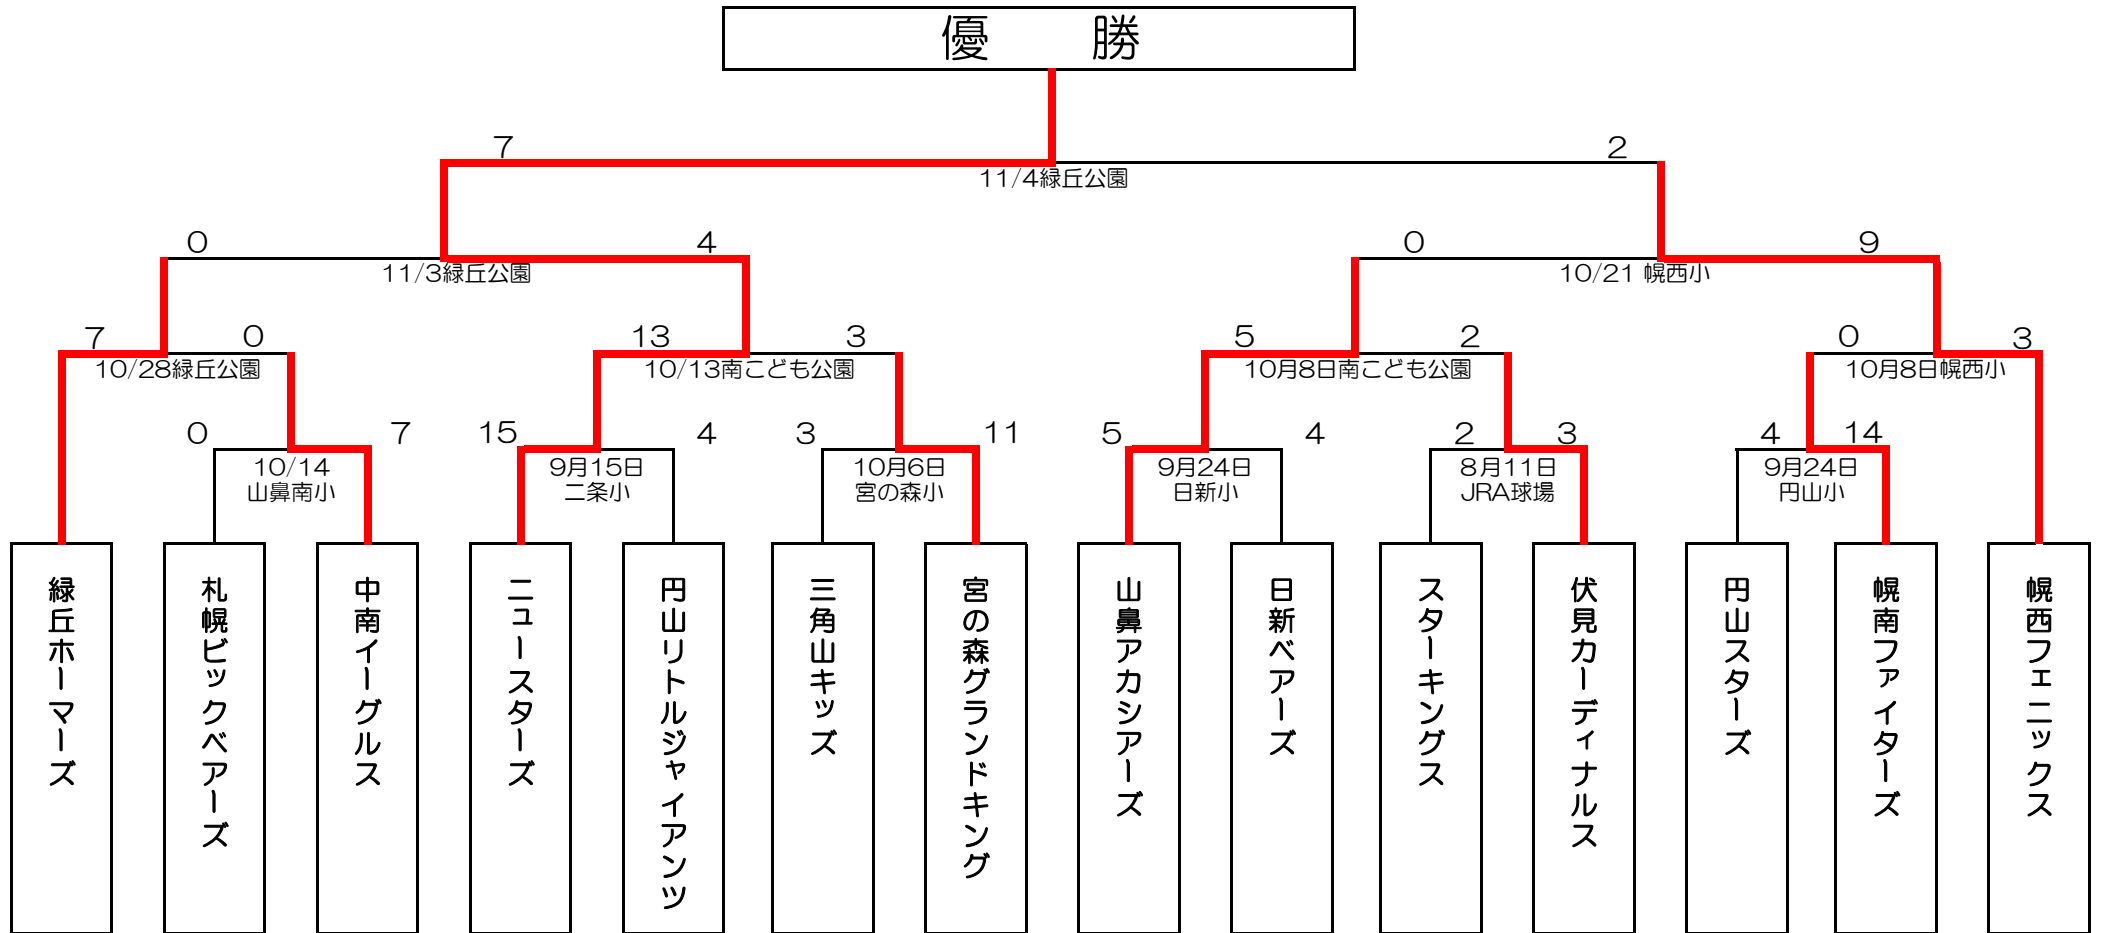 優　勝
7
2
11/4緑丘公園
0
4
0
9
11/3緑丘公園
10/21 幌西小
7
0
13
3
5
2
0
3
10/28緑丘公園
10/13南こども公園
10月8日南こども公園
10月8日幌西小
0
7
15
4
3
11
5
4
2
3
4
14
10/14
山鼻南小
9月15日
二条小
10月6日
宮の森小
9月24日
日新小
8月11日
JRA球場
9月24日
円山小
緑丘ホーマーズ
札幌ビックベアーズ
中南イーグルス
ニュースターズ
円山リトルジャイアンツ
三角山キッズ
宮の森グランドキング
山鼻アカシアーズ
日新ベアーズ
スターキングス
伏見カーディナルス
円山スターズ
幌南ファイターズ
幌西フェニックス